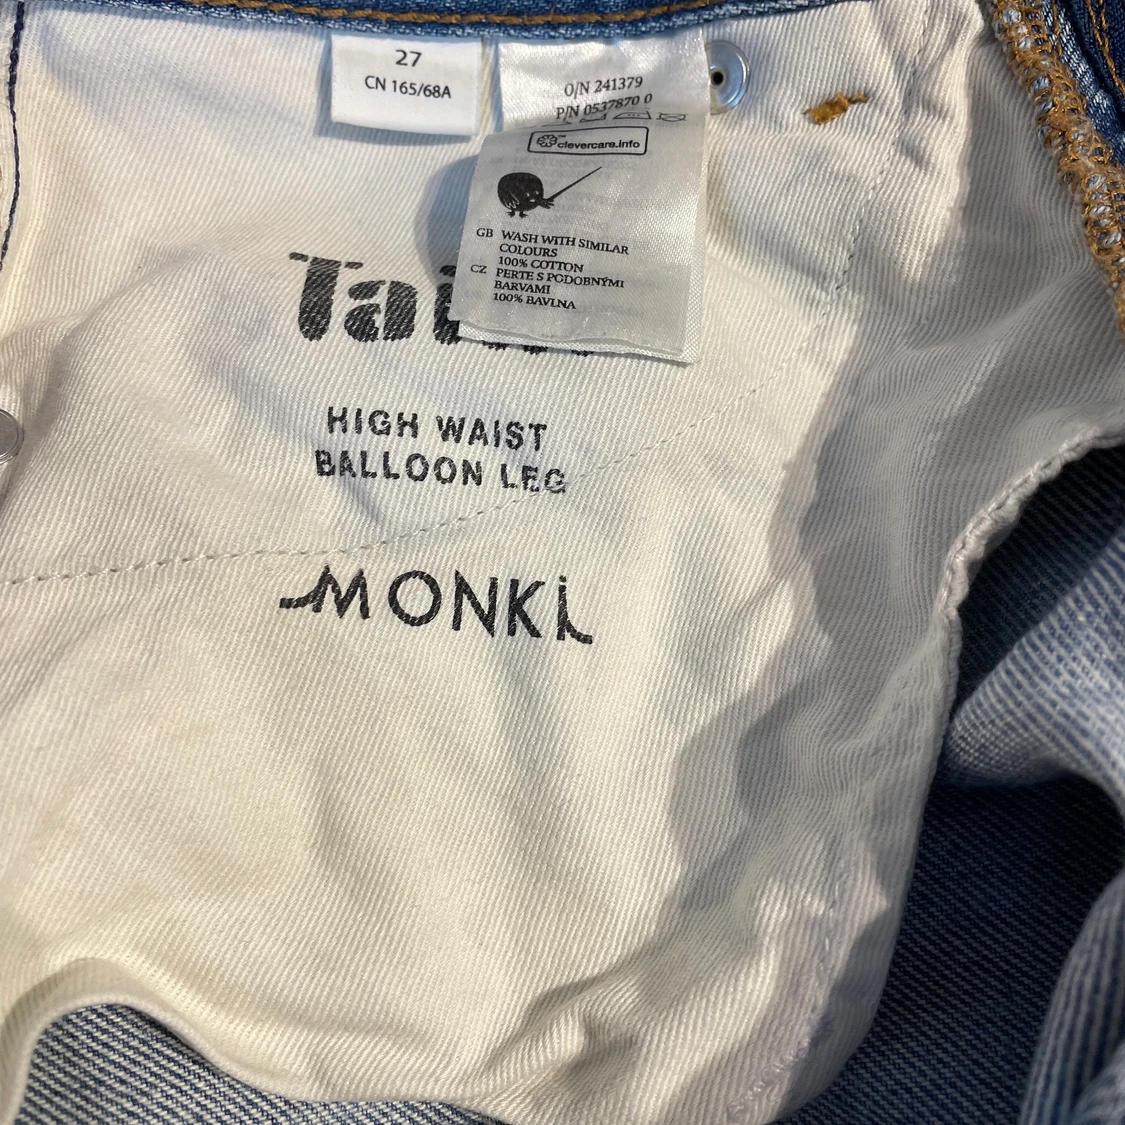 27
CN 165/68A
O/N 241379
P/N 0537870 0
clevercare.info
GB WASH WITH SIMILAR
COLOURS
100% COTTON
CZ PERTE S PODOBNÝMI
BARVAMI
100% BAVLNA
HIGH WAIST
BALLOON LEG
MONKI